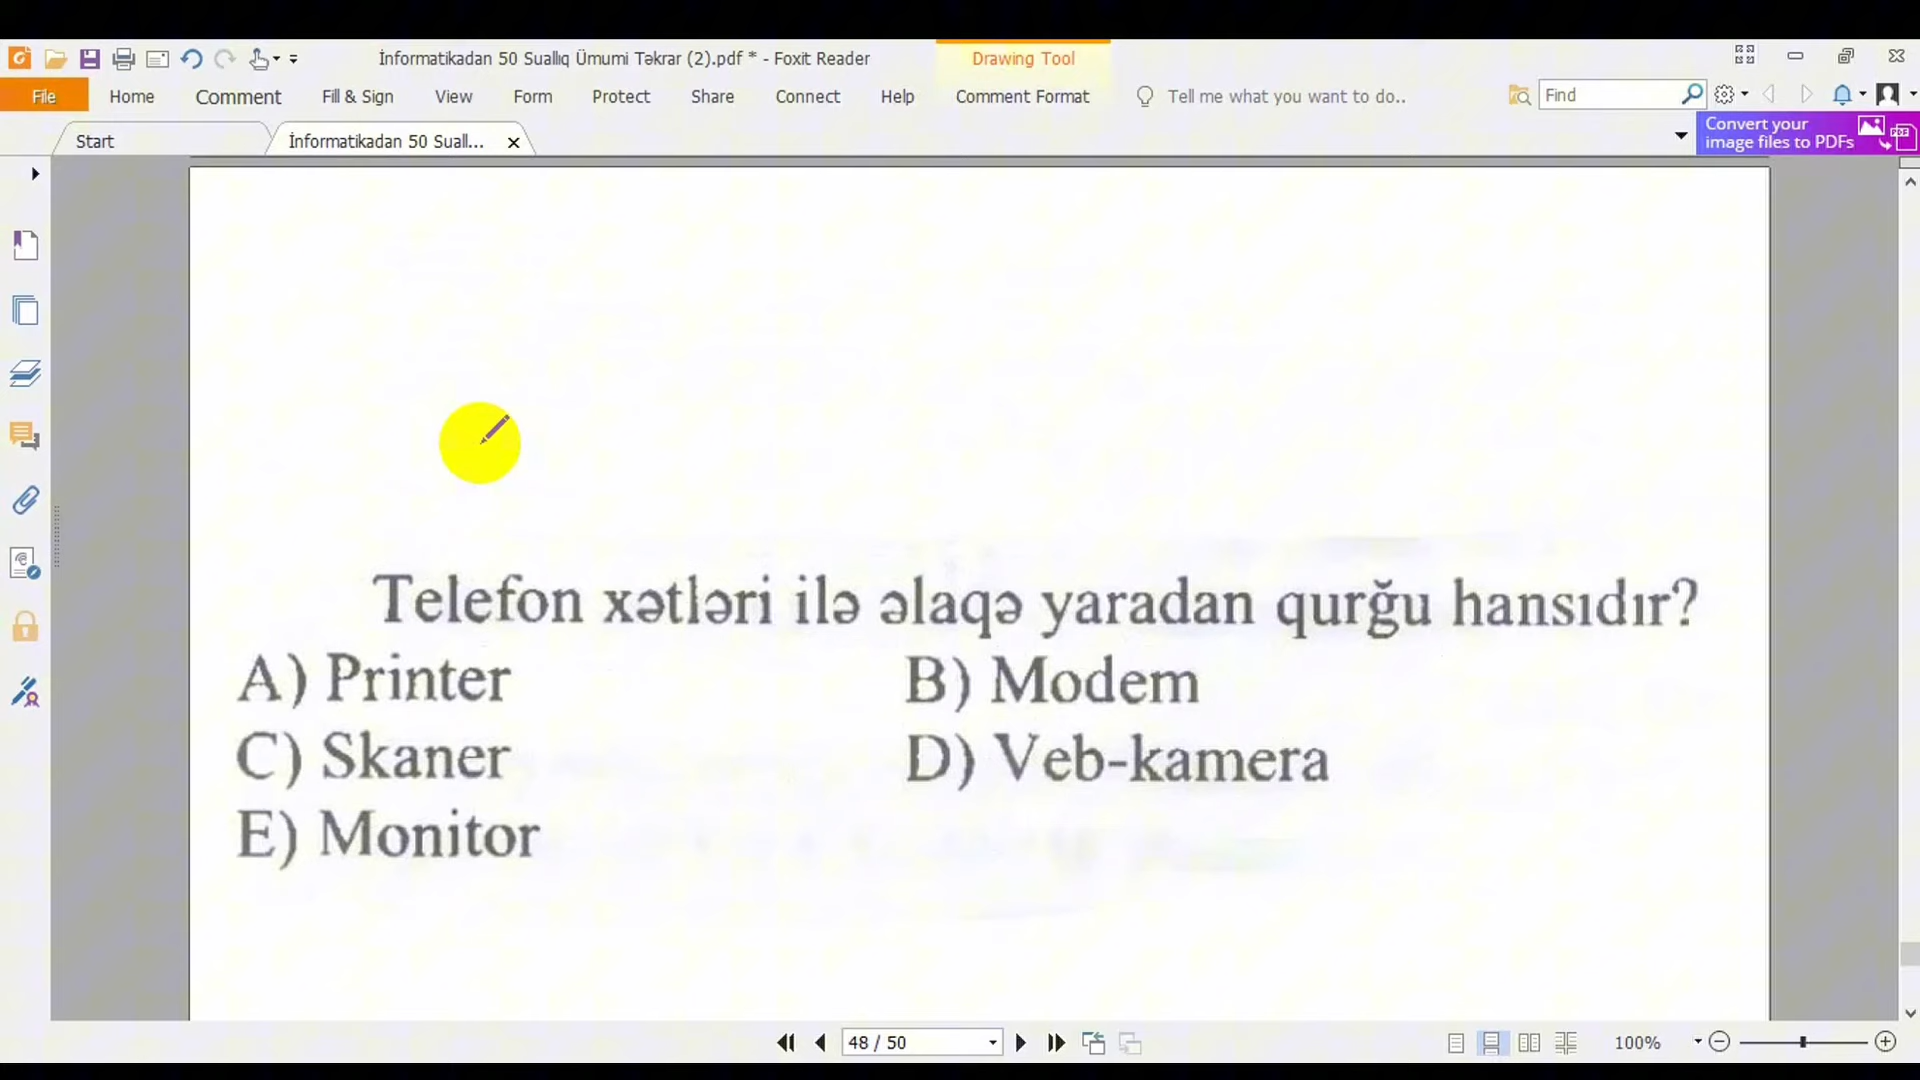 İnformatikadan 50 Suallıq Ümumi Təkrar (2).pdf * - Foxit Reader
Drawing Tool
File Home Comment Fill & Sign View Form Protect Share Connect Help Comment Format Tell me what you want to do.. Find
Start İnformatikadan 50 Suall...
Convert your
image files to PDFs
Telefon xətləri ilə əlaqə yaradan qurğu hansıdır?
A) Printer B) Modem
C) Skaner D) Veb-kamera
E) Monitor
48 / 50 100%